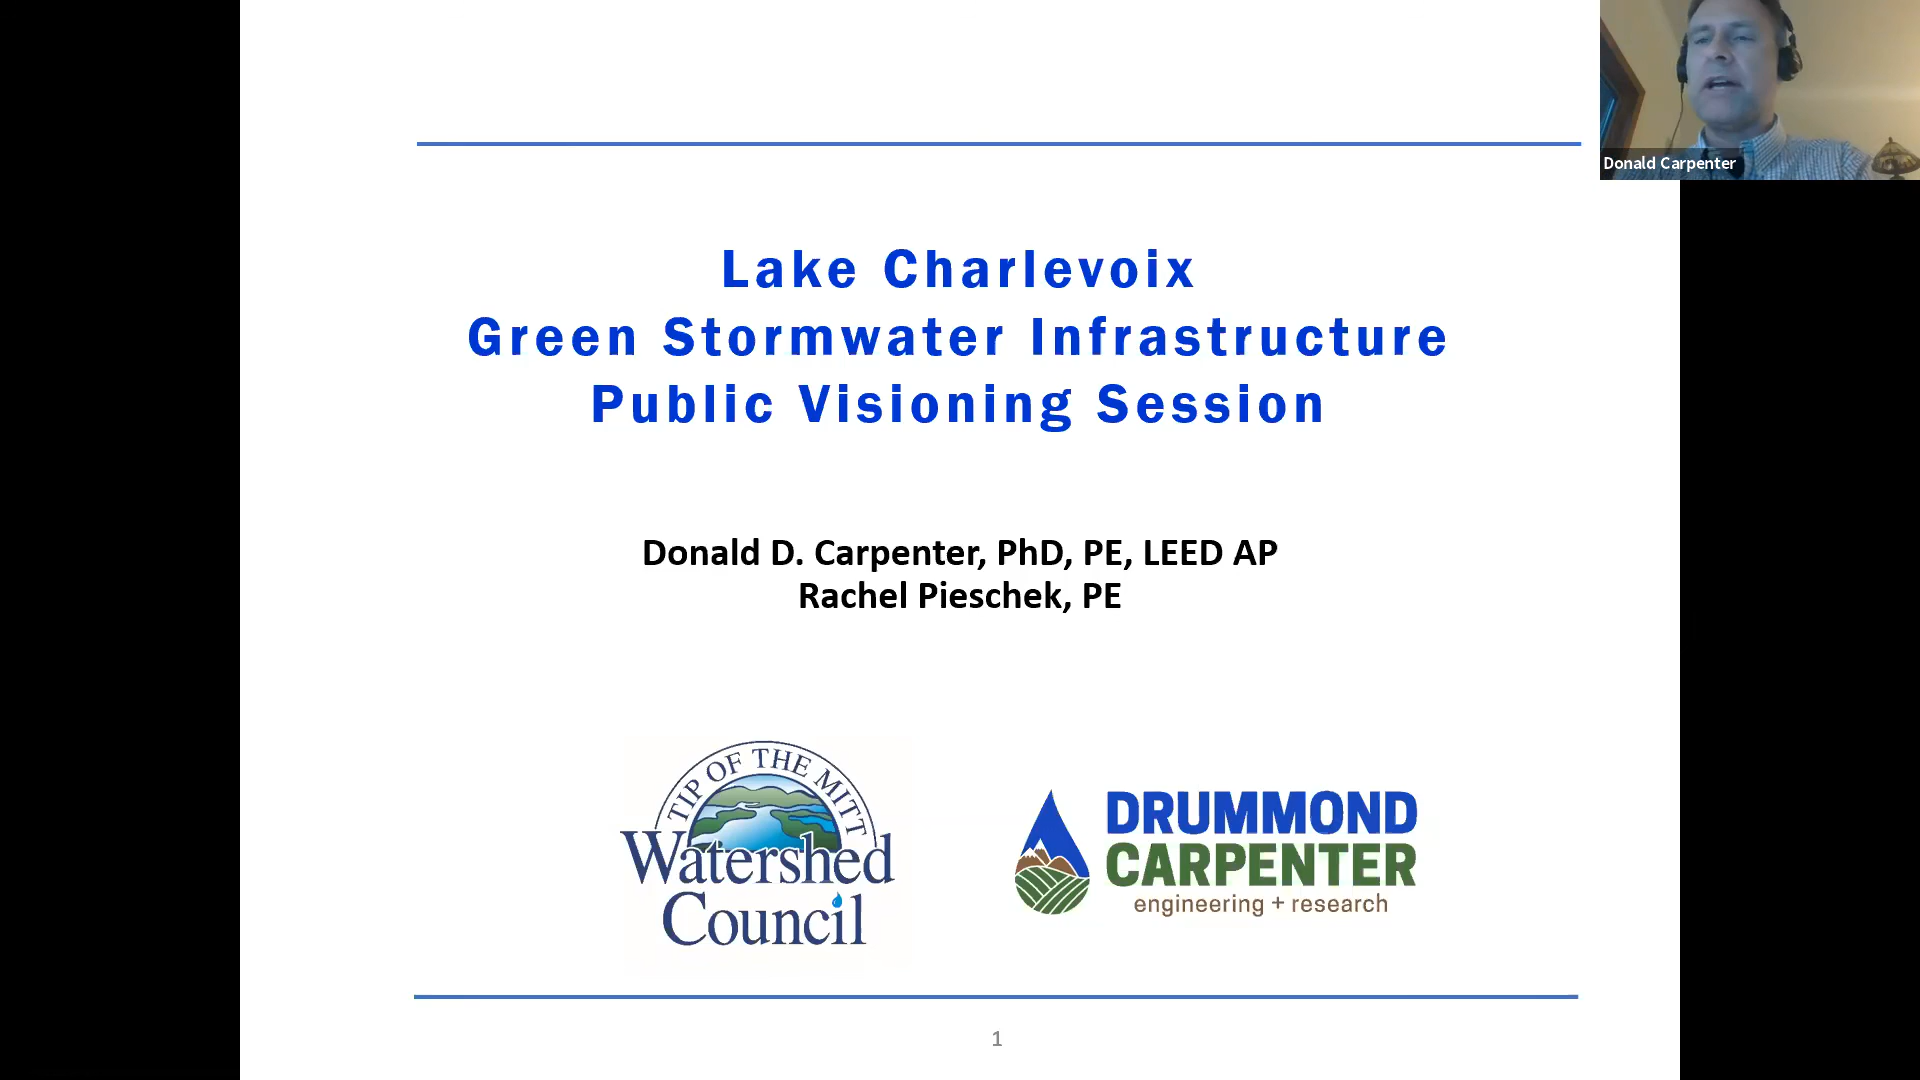 Donald Carpenter
Lake Charlevoix
Green Stormwater Infrastructure
Public Visioning Session
Donald D. Carpenter, PhD, PE, LEED AP
Rachel Pieschek, PE
TIP OF THE MITT
Watershed
Council
DRUMMOND
CARPENTER
engineering + research
1